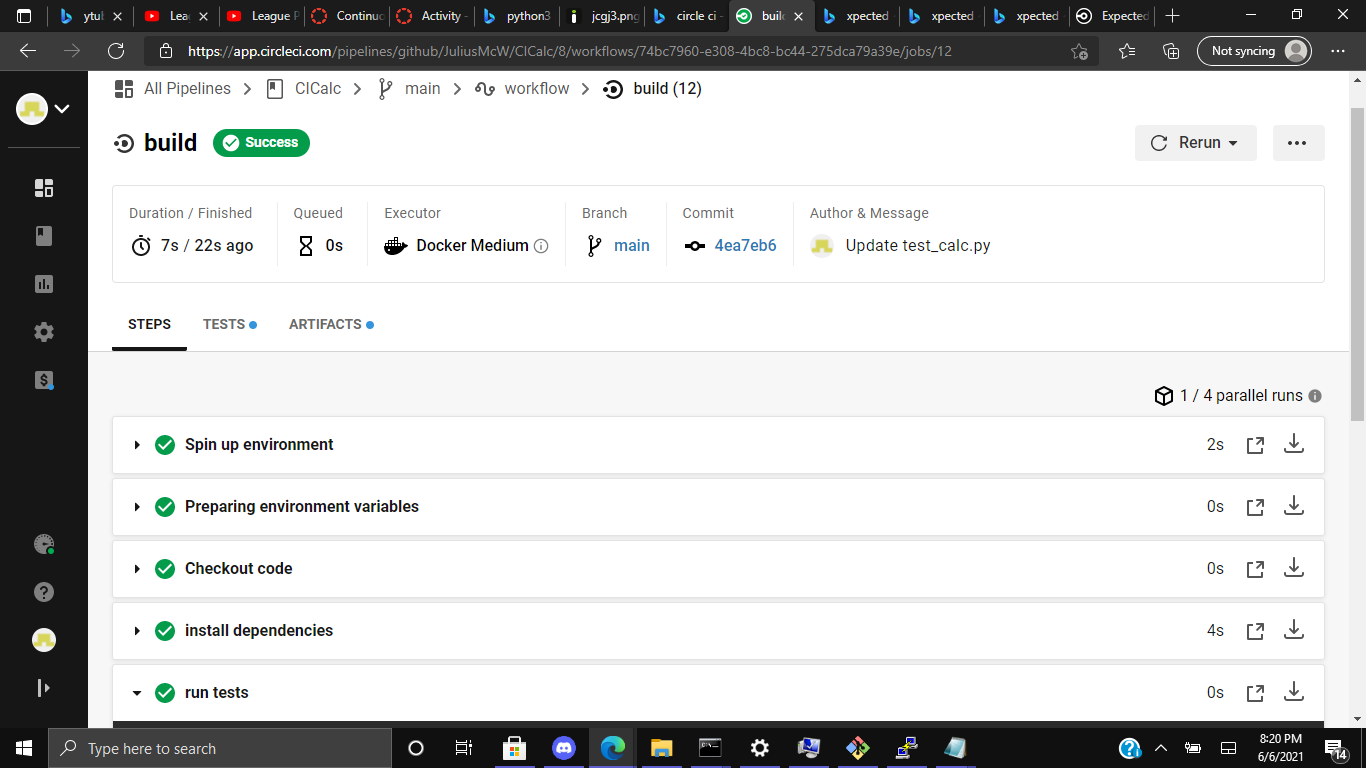 ytub
Lea
League P
Continuo
Activity -
python3
jcgj3.png
circle ci -
buil
xpected
xpected
xpected
Expected
https://app.circleci.com/pipelines/github/JuliusMcW/CICalc/8/workflows/74bc7960-e308-4bc8-bc44-275dca79a39e/jobs/12
Not syncing
All Pipelines
CICalc
main
workflow
build (12)
build
Success
Rerun
Duration / Finished
Queued
Executor
Branch
Commit
Author & Message
7s / 22s ago
0s
Docker Medium
main
4ea7eb6
Update test_calc.py
STEPS
TESTS
ARTIFACTS
1 / 4 parallel runs
Spin up environment
2s
Preparing environment variables
0s
Checkout code
0s
install dependencies
4s
run tests
0s
Type here to search
8:20 PM
6/6/2021
14